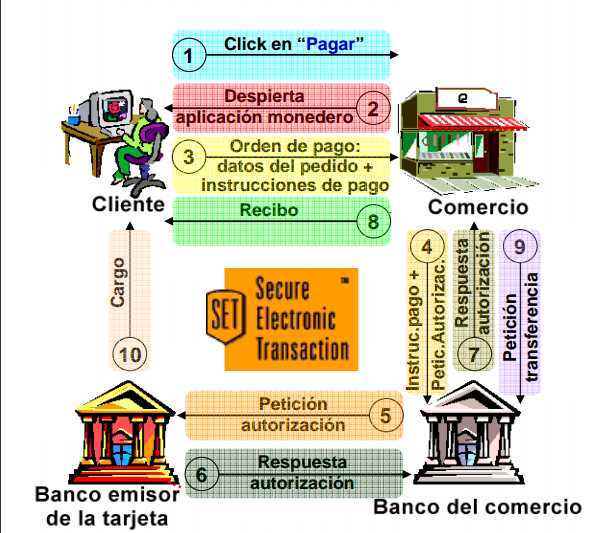 1
Click en “Pagar”
Despierta
aplicación monedero
2
3
Orden de pago:
datos del pedido +
instrucciones de pago
Cliente
Comercio
Recibo
8
Cargo
10
4
Instruc.pago +
Petic.Autorizac.
Respuesta
autorización
7
9
Petición
transferencia
SET
Secure
Electronic
Transaction
™
Petición
autorización
5
6
Respuesta
autorización
Banco emisor
de la tarjeta
Banco del comercio